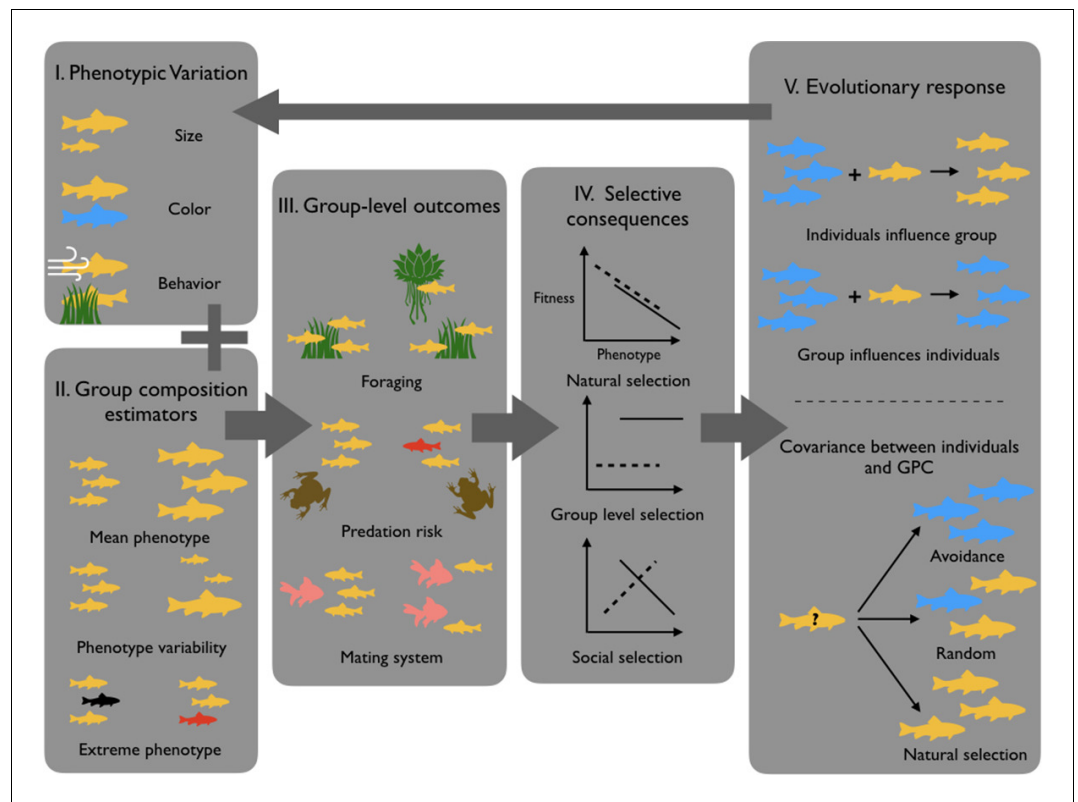 I. Phenotypic Variation
Size
Color
Behavior
II. Group composition
estimators
Mean phenotype
Phenotype variability
Extreme phenotype
III. Group-level outcomes
Foraging
Predation risk
Mating system
IV. Selective
consequences
Fitness
Phenotype
Natural selection
Group level selection
Social selection
V. Evolutionary response
+
Individuals influence group
+
Group influences individuals
Covariance between individuals
and GPC
Avoidance
?
Random
Natural selection